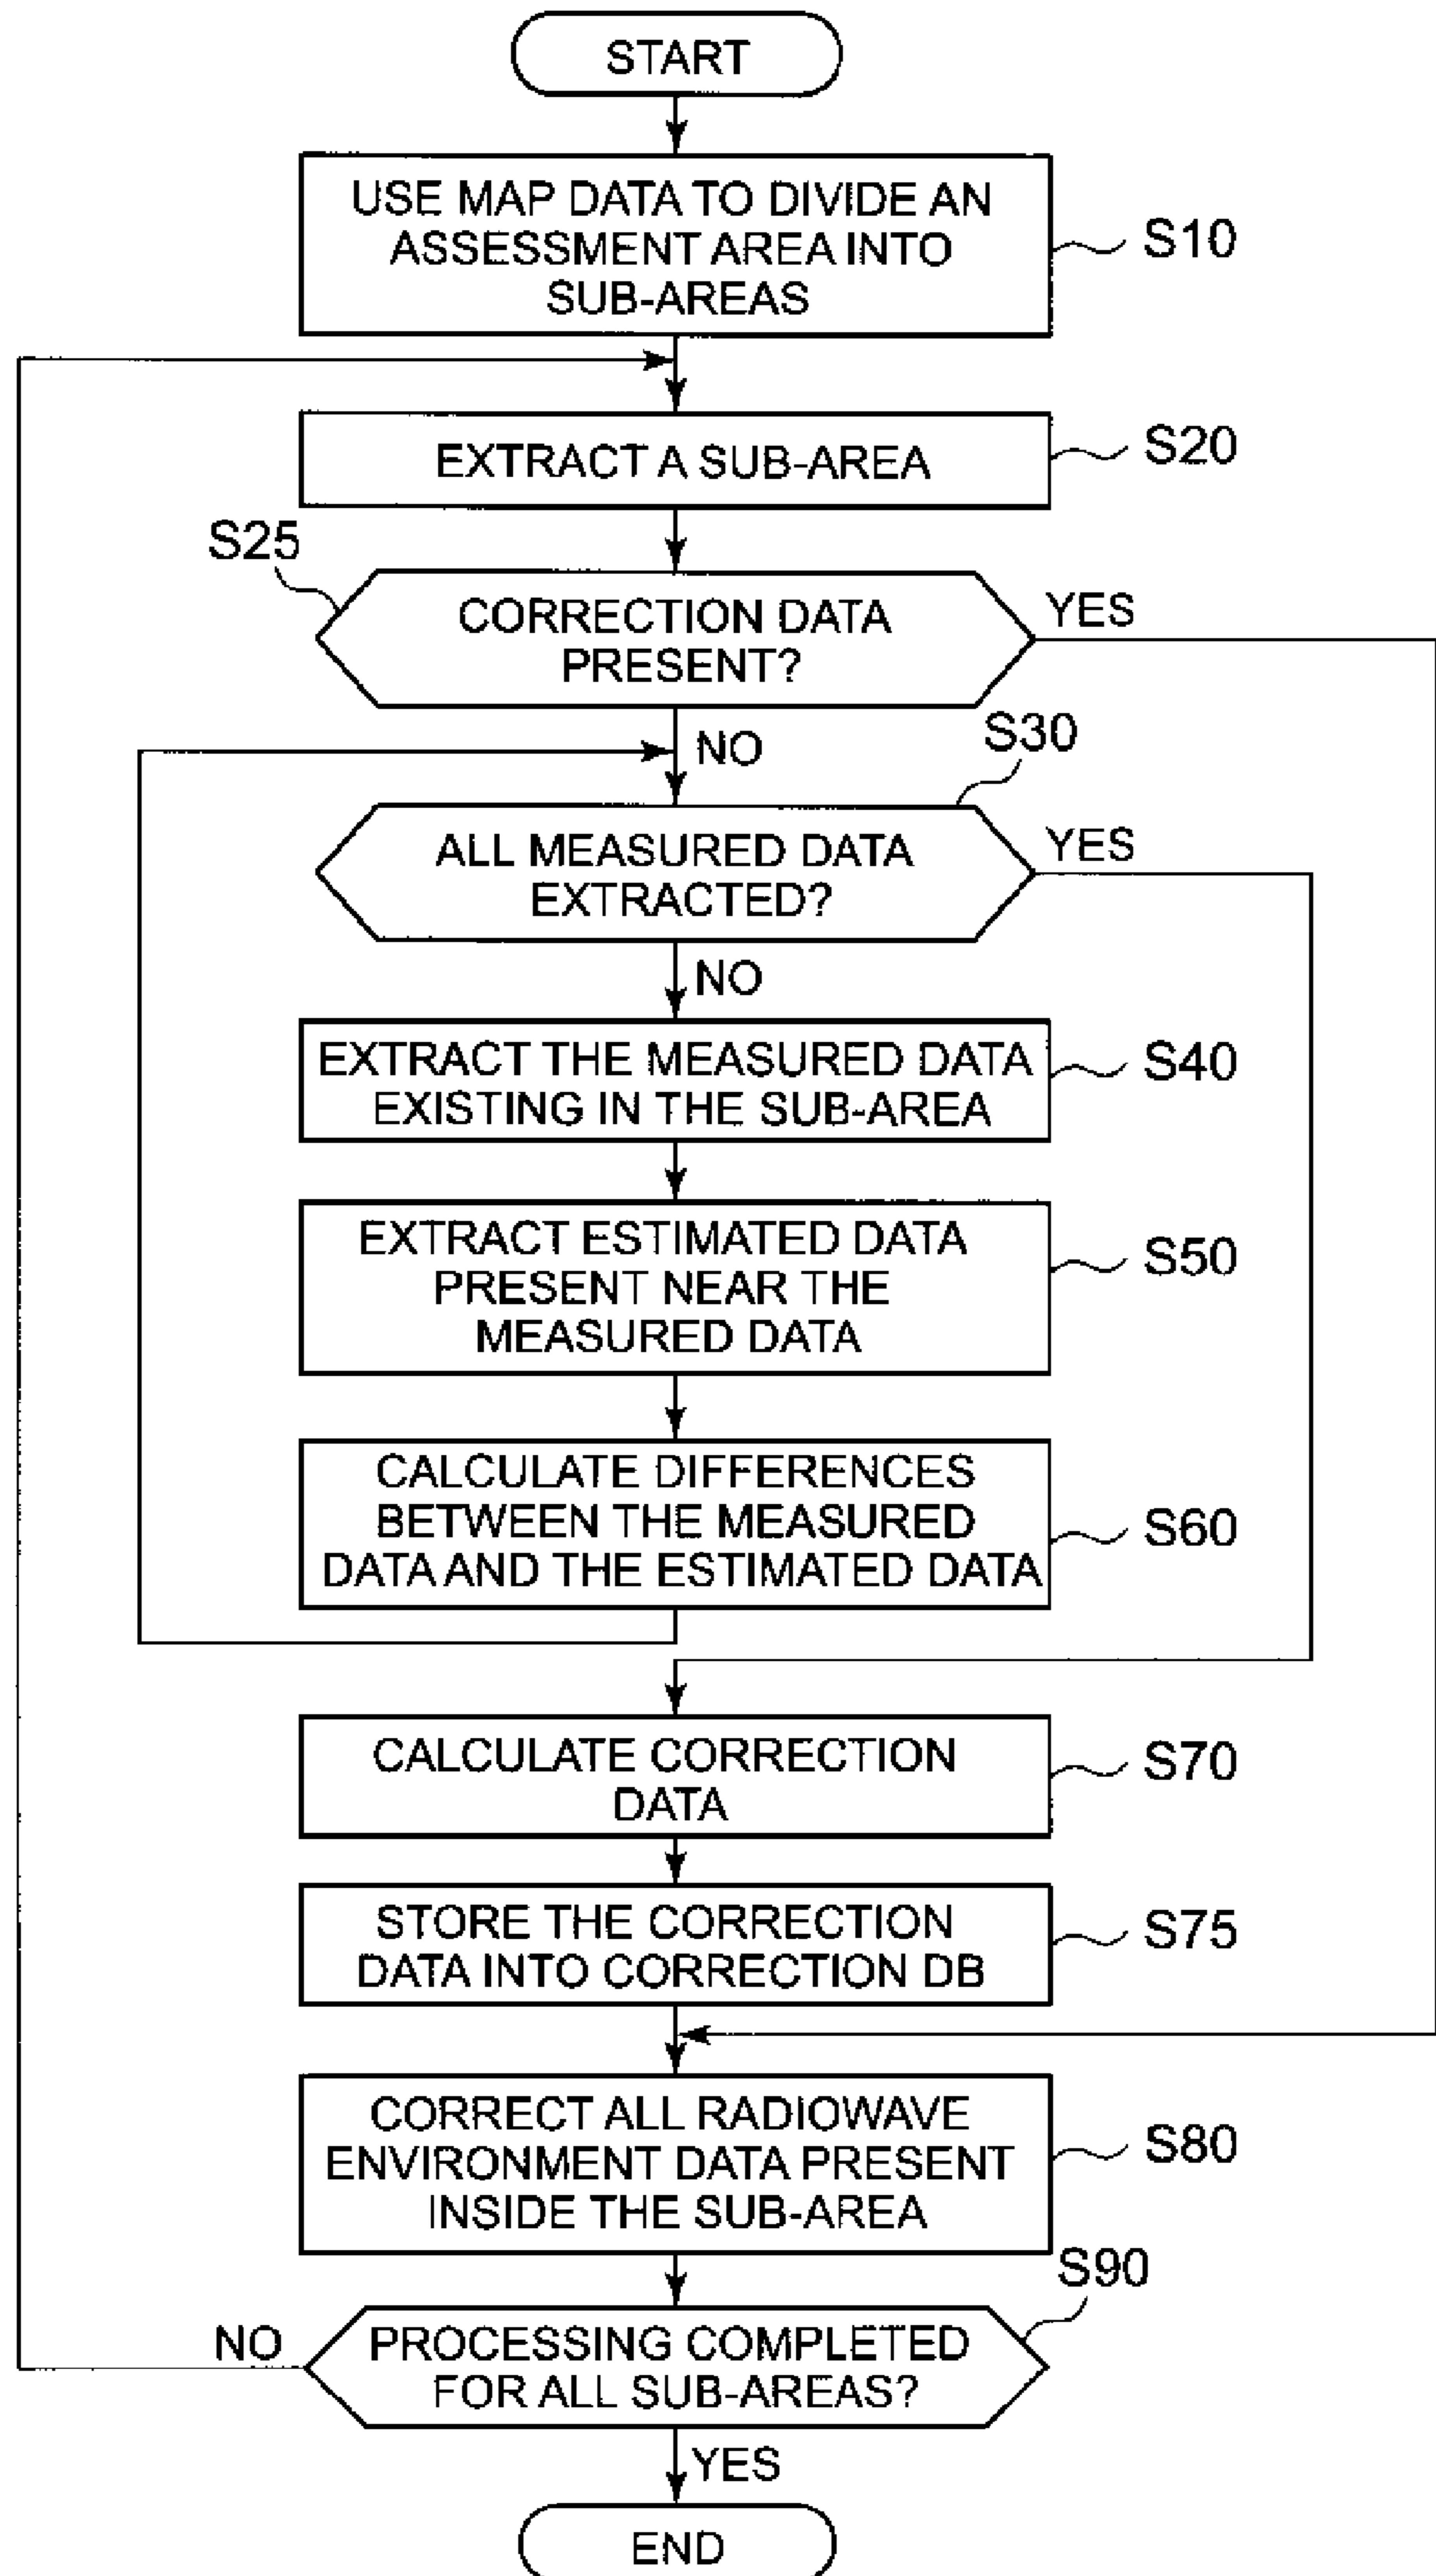 START
USE MAP DATA TO DIVIDE AN
ASSESSMENT AREA INTO
SUB-AREAS
S10
EXTRACT A SUB-AREA
S20
S25
CORRECTION DATA
PRESENT?
YES
NO
S30
ALL MEASURED DATA
EXTRACTED?
YES
NO
EXTRACT THE MEASURED DATA
EXISTING IN THE SUB-AREA
S40
EXTRACT ESTIMATED DATA
PRESENT NEAR THE
MEASURED DATA
S50
CALCULATE DIFFERENCES
BETWEEN THE MEASURED
DATA AND THE ESTIMATED DATA
S60
CALCULATE CORRECTION
DATA
S70
STORE THE CORRECTION
DATA INTO CORRECTION DB
S75
CORRECT ALL RADIOWAVE
ENVIRONMENT DATA PRESENT
INSIDE THE SUB-AREA
S80
S90
NO
PROCESSING COMPLETED
FOR ALL SUB-AREAS?
YES
END